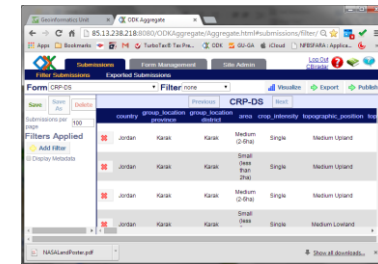 Geoinformatics Unit
ODK Aggregate
85.13.238.218:8080/ODKAggregate/Aggregate.html#submissions/filter/
Apps
Bookmarks
TurboTax® Tax Pre...
ODK
GU-GA
iCloud
Submissions
Form Management
Site Admin
Log Out
Filter Submissions
Exported Submissions
Form CRP-DS
Filter none
Visualize
Export
Publish
Save
Save As
Delete
Previous
CRP-DS
Next
Submissions per page 100
Filters Applied
Add Filter
Display Metadata
country group_location province group_location district area crop_intensity topographic_position
Jordan Karak Karak Medium (2-6ha) Single Medium Upland
Jordan Karak Karak Small (less than 2ha) Single Medium Upland
Jordan Karak Karak Medium (2-6ha) Single Medium Upland
Jordan Karak Karak Small (less Single Medium Lowland
NASALandPoster.pdf
Show all downloads...